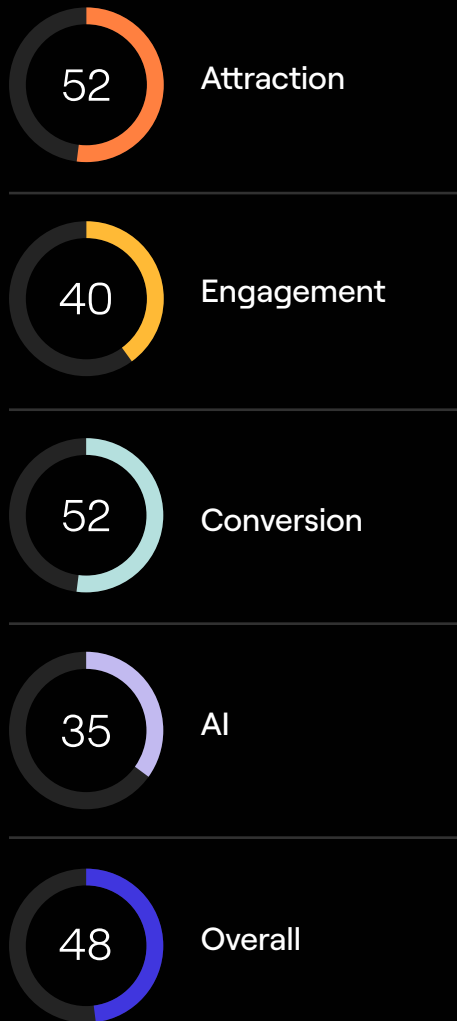 52
Attraction
40
Engagement
52
Conversion
35
AI
48
Overall